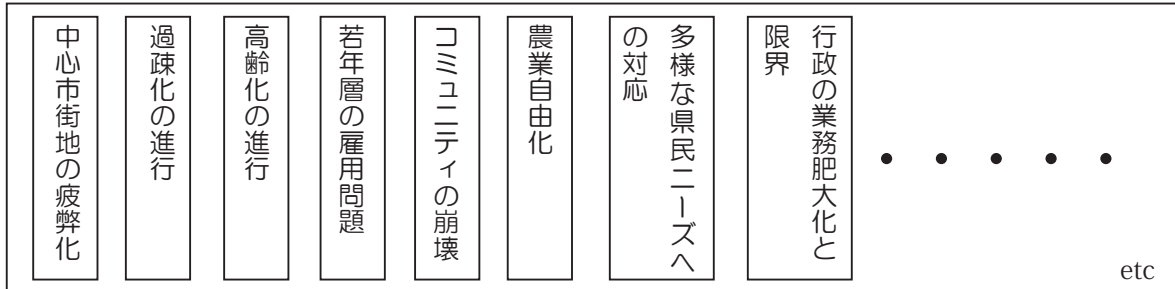 中心市街地の疲弊化
過疎化の進行
高齢化の進行
若年層の雇用問題
コミュニティの崩壊
農業自由化
多様な県民ニーズへ
の対応
行政の業務肥大化と
限界
• • • • •
etc